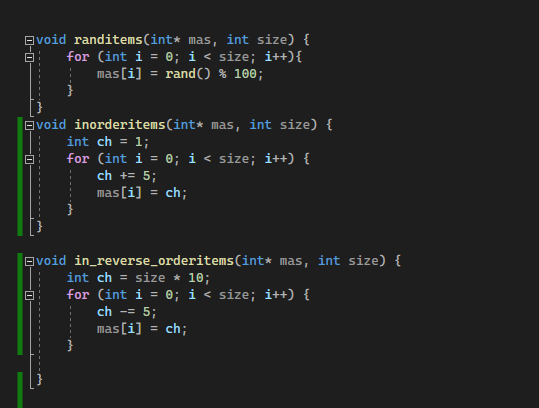 void randitems(int* mas, int size) {
    for (int i = 0; i < size; i++){
        mas[i] = rand() % 100;
    }
}
void inorderitems(int* mas, int size) {
    int ch = 1;
    for (int i = 0; i < size; i++) {
        ch += 5;
        mas[i] = ch;
    }
}
void in_reverse_orderitems(int* mas, int size) {
    int ch = size * 10;
    for (int i = 0; i < size; i++) {
        ch -= 5;
        mas[i] = ch;
    }
}